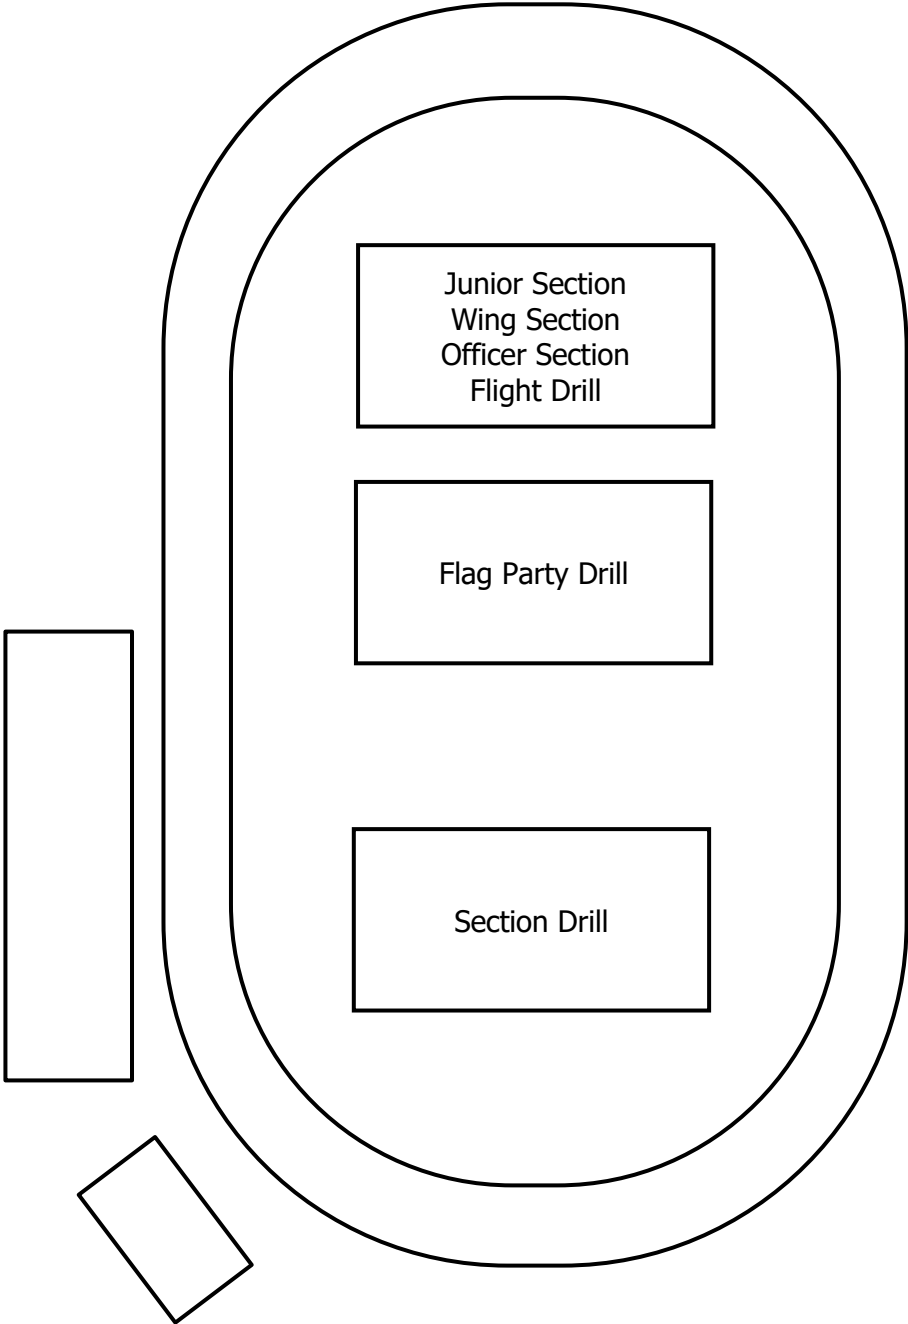 Junior Section
Wing Section
Officer Section
Flight Drill
Flag Party Drill
Section Drill